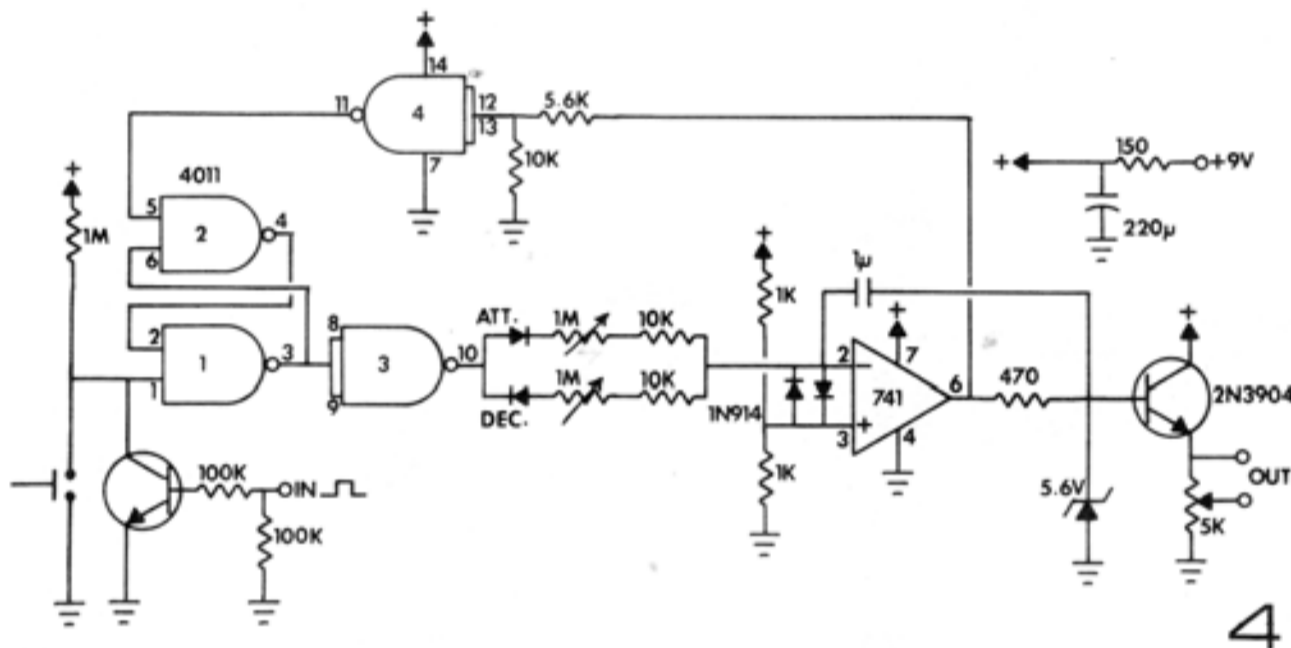 +
14
11
4
12
13
5.6K
10K
7
+
150
+9V
220µ
+
4011
1M
5
2
4
6
+
1K
1µ
+
+
ATT.
1M
10K
2
1
3
8
3
10
9
1
1M
10K
DEC.
2
−
7
741
6
470
1N914
+
3
4
2N3904
1K
OUT
5K
5.6V
100K
IN
100K
4